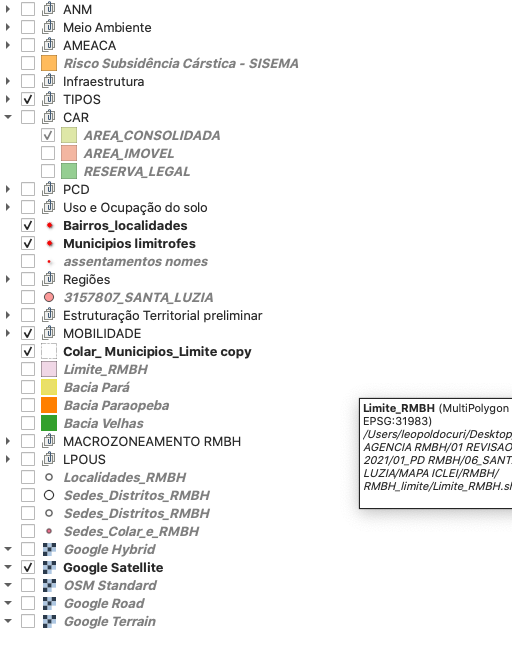 ANM
Meio Ambiente
AMEACA
Risco Subsidência Cárstica - SISEMA
Infraestrutura
TIPOS
CAR
AREA_CONSOLIDADA
AREA_IMOVEL
RESERVA_LEGAL
PCD
Uso e Ocupação do solo
Bairros_localidades
Municipios limitrofes
assentamentos nomes
Regiões
3157807_SANTA_LUZIA
Estruturação Territorial preliminar
MOBILIDADE
Colar_ Municipios_Limite copy
Limite_RMBH
Bacia Pará
Bacia Paraopeba
Bacia Velhas
MACROZONEAMENTO RMBH
LPOUS
Localidades_RMBH
Sedes_Distritos_RMBH
Sedes_Distritos_RMBH
Sedes_Colar_e_RMBH
Google Hybrid
Google Satellite
OSM Standard
Google Road
Google Terrain
Limite_RMBH (MultiPolygon
EPSG:31983)
/Users/leopoldocuri/Desktop
AGENCIA RMBH/01 REVISAO
2021/01_PD RMBH/06_SANT
LUZIA/MAPA ICLEI/RMBH/
RMBH_limite/Limite_RMBH.sh